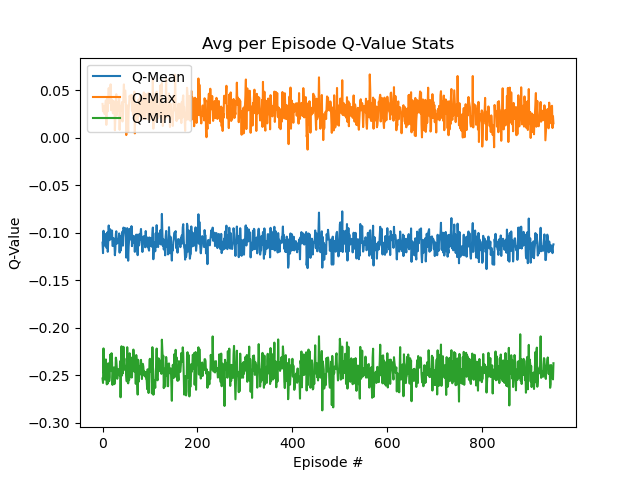 Avg per Episode Q-Value Stats
Q-Mean
Q-Max
Q-Min
0.05
0.00
−0.05
−0.10
−0.15
−0.20
−0.25
−0.30
Q-Value
0 200 400 600 800
Episode #